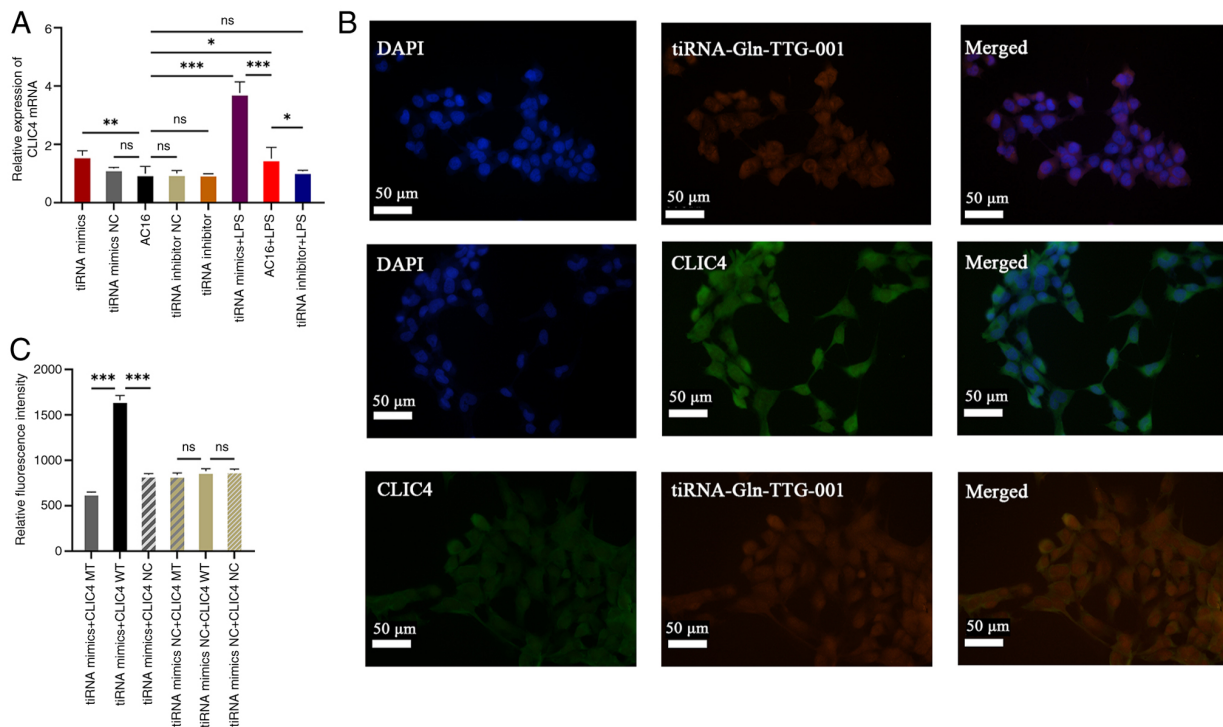 A
Relative expression of
CLIC4 mRNA
6
4
2
0
ns
*
***
***
**
ns
*
ns
ns
tiRNA mimics
tiRNA mimics NC
AC16
tiRNA inhibitor NC
tiRNA inhibitor
tiRNA mimics+LPS
AC16+LPS
tiRNA inhibitor+LPS
B
DAPI
50 µm
tiRNA-Gln-TTG-001
50 µm
Merged
50 µm
DAPI
50 µm
CLIC4
50 µm
Merged
50 µm
CLIC4
50 µm
tiRNA-Gln-TTG-001
50 µm
Merged
50 µm
C
Relative fluorescence intensity
2000
1500
1000
500
0
***
***
ns
ns
tiRNA mimics+CLIC4 MT
tiRNA mimics+CLIC4 WT
tiRNA mimics+CLIC4 NC
tiRNA mimics NC+CLIC4 MT
tiRNA mimics NC+CLIC4 WT
tiRNA mimics NC+CLIC4 NC